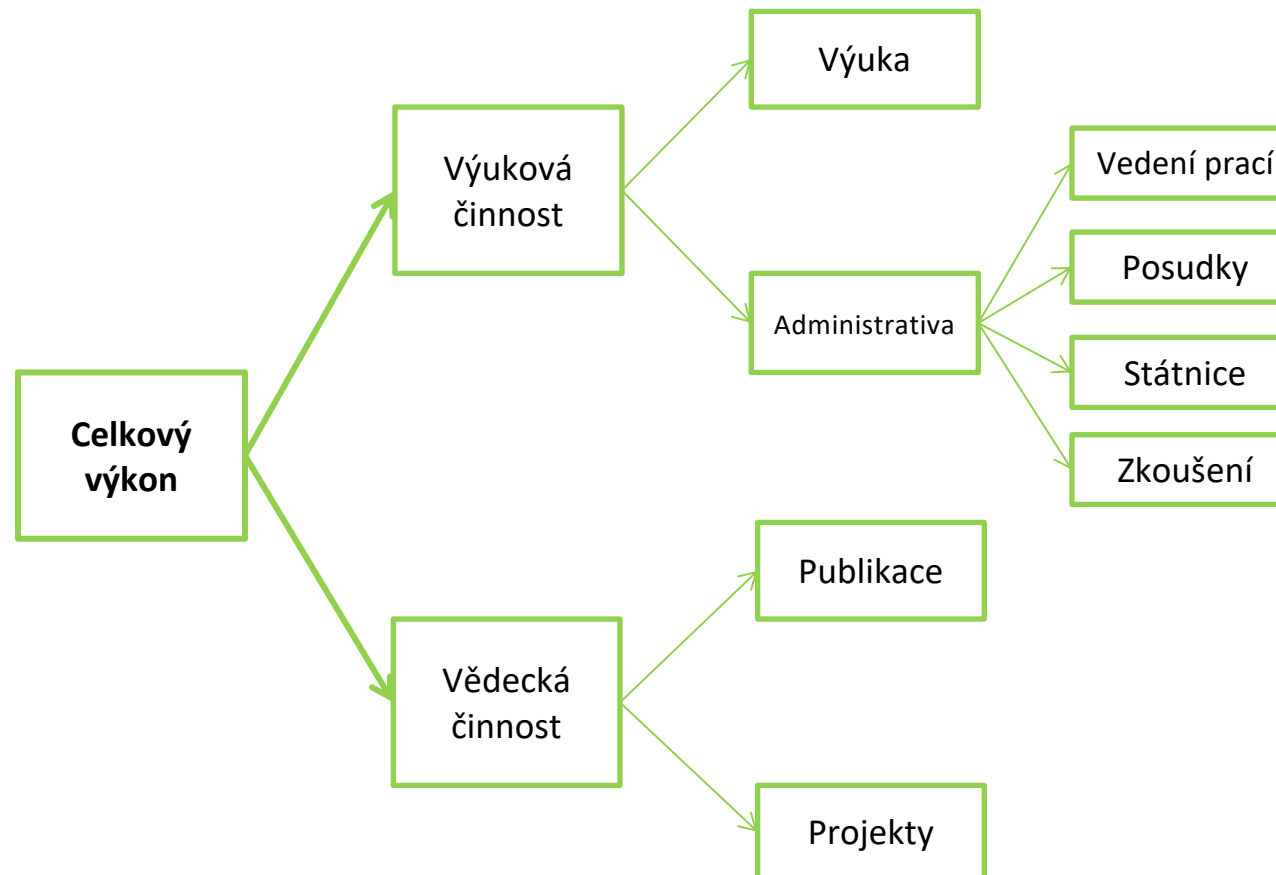 Výuka
Výuková
činnost
Vedení prací
Posudky
Administrativa
Státnice
Zkoušení
Celkový
výkon
Publikace
Vědecká
činnost
Projekty